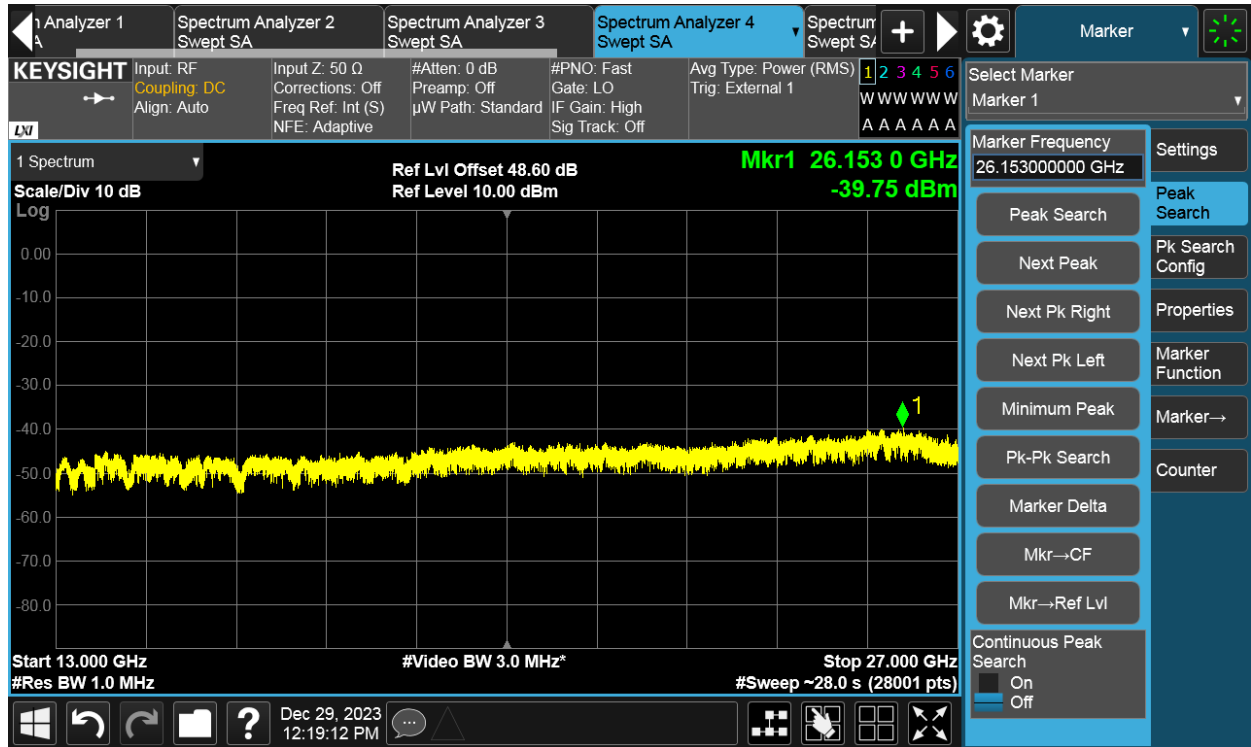 n Analyzer 1
A
Spectrum Analyzer 2
Swept SA
Spectrum Analyzer 3
Swept SA
Spectrum Analyzer 4
Swept SA
Spectrum
Swept SA
+
Marker
KEYSIGHT
LXI
Input: RF
Coupling: DC
Align: Auto
Input Z: 50 Ω
Corrections: Off
Freq Ref: Int (S)
NFE: Adaptive
#Atten: 0 dB
Preamp: Off
µW Path: Standard
#PNO: Fast
Gate: LO
IF Gain: High
Sig Track: Off
Avg Type: Power (RMS)
Trig: External 1
1 2 3 4 5 6
W W W W W W
A A A A A A
Select Marker
Marker 1
1 Spectrum
Scale/Div 10 dB
Log
Ref Lvl Offset 48.60 dB
Ref Level 10.00 dBm
Mkr1 26.153 0 GHz
-39.75 dBm
0.00
-10.0
-20.0
-30.0
-40.0
-50.0
-60.0
-70.0
-80.0
1
Start 13.000 GHz
#Res BW 1.0 MHz
#Video BW 3.0 MHz*
Stop 27.000 GHz
#Sweep ~28.0 s (28001 pts)
Marker Frequency
26.153000000 GHz
Peak Search
Next Peak
Next Pk Right
Next Pk Left
Minimum Peak
Pk-Pk Search
Marker Delta
Mkr→CF
Mkr→Ref Lvl
Continuous Peak
Search
On
Off
Settings
Peak
Search
Pk Search
Config
Properties
Marker
Function
Marker→
Counter
?
Dec 29, 2023
12:19:12 PM